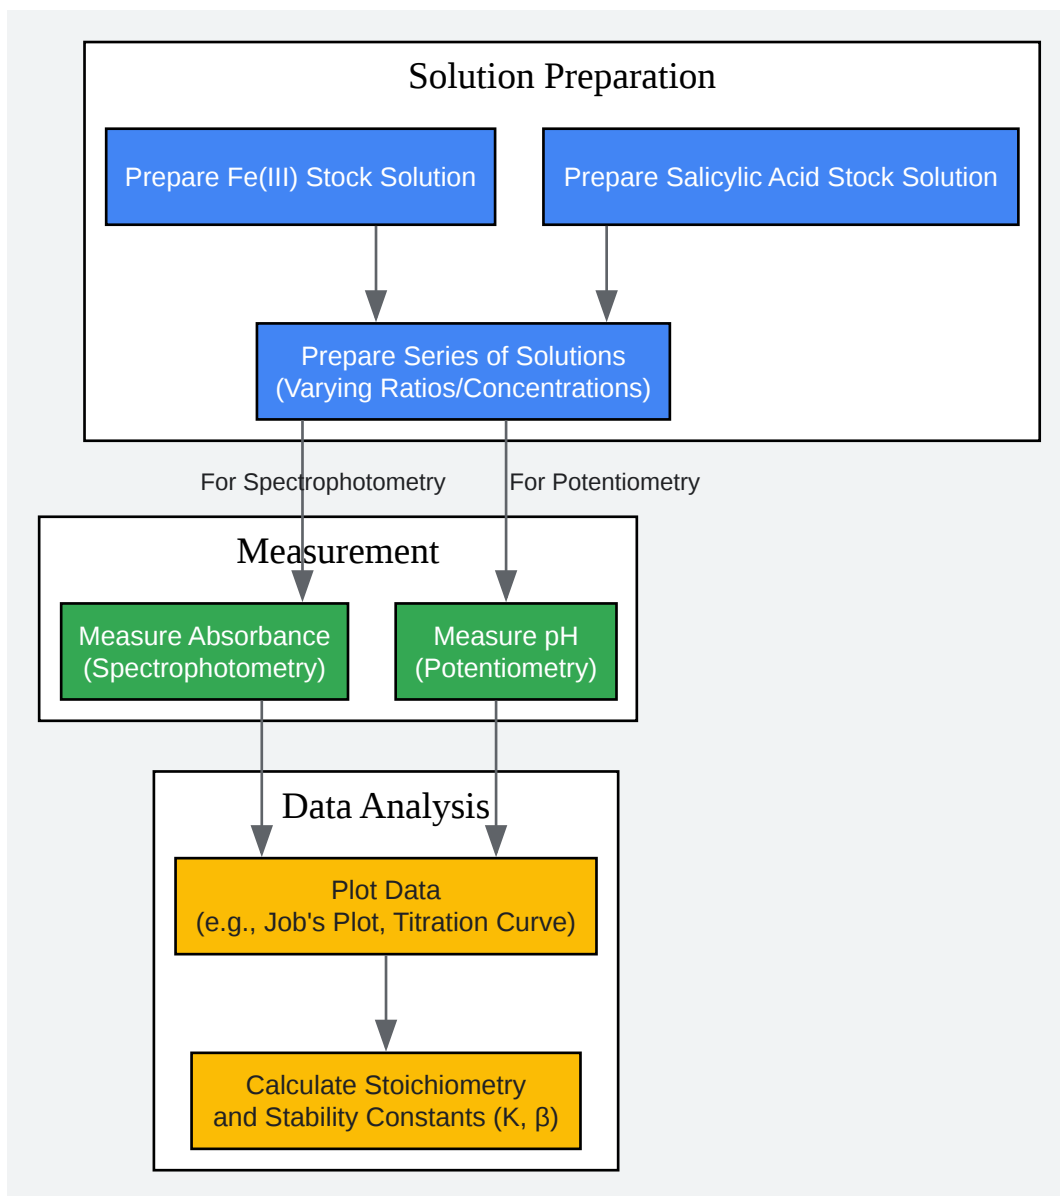 Solution Preparation
Prepare Fe(III) Stock Solution
Prepare Salicylic Acid Stock Solution
Prepare Series of Solutions
(Varying Ratios/Concentrations)
For Spectrophotometry
For Potentiometry
Measurement
Measure Absorbance
(Spectrophotometry)
Measure pH
(Potentiometry)
Data Analysis
Plot Data
(e.g., Job's Plot, Titration Curve)
Calculate Stoichiometry
and Stability Constants (K, β)